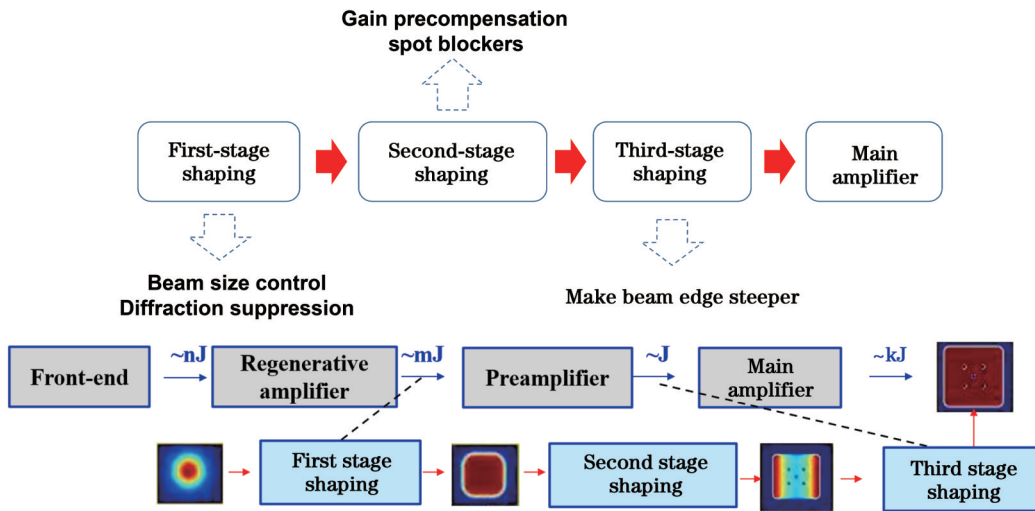 Gain precompensation
spot blockers
First-stage
shaping
Second-stage
shaping
Third-stage
shaping
Main
amplifier
Beam size control
Diffraction suppression
Make beam edge steeper
Front-end
~nJ
Regenerative
amplifier
~mJ
Preamplifier
~J
Main
amplifier
~kJ
First stage
shaping
Second stage
shaping
Third stage
shaping